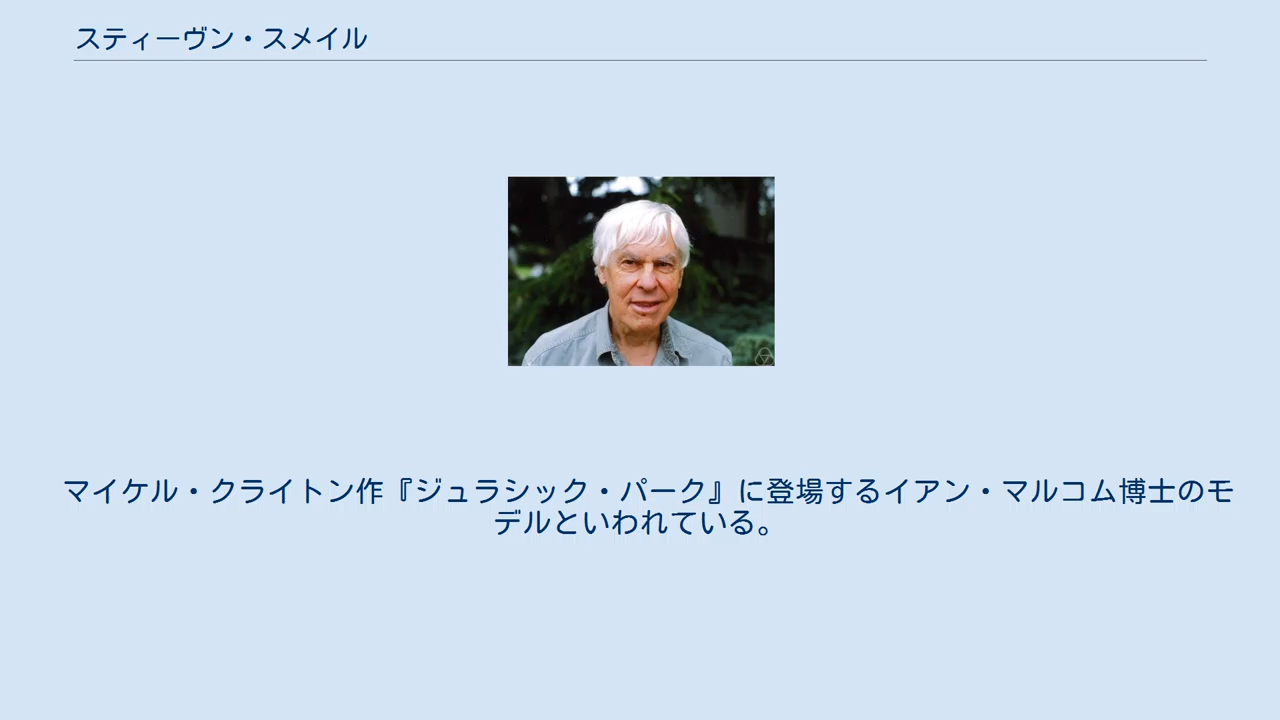 スティーヴン・スメイル
マイケル・クライトン作『ジュラシック・パーク』に登場するイアン・マルコム博士のモ
デルといわれている。